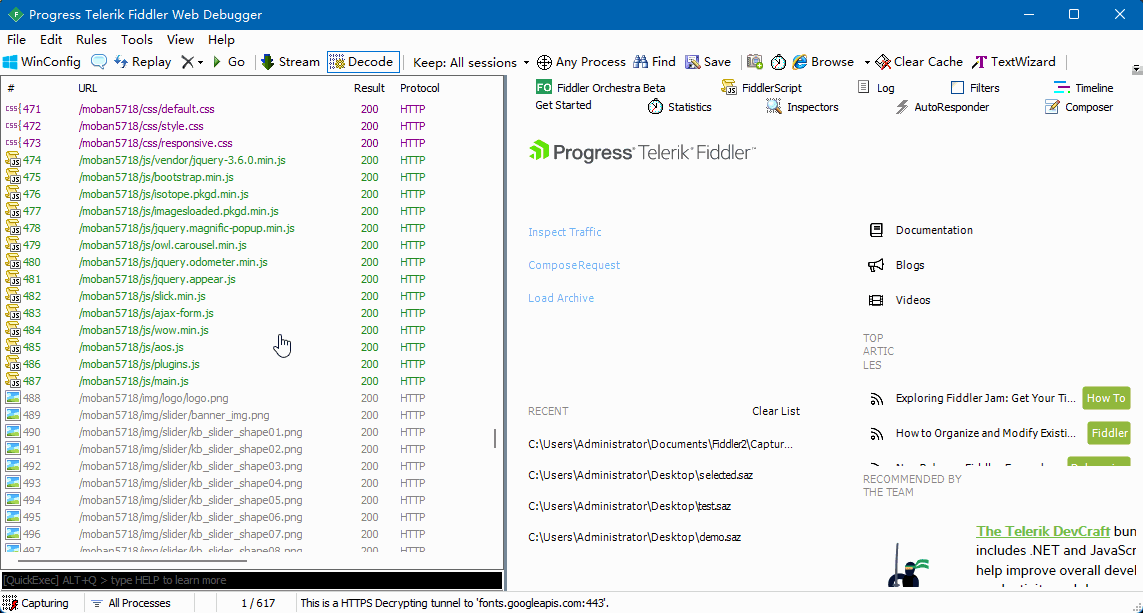 Progress Telerik Fiddler Web Debugger
File Edit Rules Tools View Help
WinConfig Replay Go Stream Decode Keep: All sessions Any Process Find Save Browse Clear Cache TextWizard
# URL Result Protocol
471 /moban5718/css/default.css 200 HTTP
472 /moban5718/css/style.css 200 HTTP
473 /moban5718/css/responsive.css 200 HTTP
474 /moban5718/js/vendor/jquery-3.6.0.min.js 200 HTTP
475 /moban5718/js/bootstrap.min.js 200 HTTP
476 /moban5718/js/isotope.pkgd.min.js 200 HTTP
477 /moban5718/js/imagesloaded.pkgd.min.js 200 HTTP
478 /moban5718/js/jquery.magnific-popup.min.js 200 HTTP
479 /moban5718/js/owl.carousel.min.js 200 HTTP
480 /moban5718/js/jquery.odometer.min.js 200 HTTP
481 /moban5718/js/jquery.appear.js 200 HTTP
482 /moban5718/js/slick.min.js 200 HTTP
483 /moban5718/js/ajax-form.js 200 HTTP
484 /moban5718/js/wow.min.js 200 HTTP
485 /moban5718/js/aos.js 200 HTTP
486 /moban5718/js/plugins.js 200 HTTP
487 /moban5718/js/main.js 200 HTTP
488 /moban5718/img/logo/logo.png 200 HTTP
489 /moban5718/img/slider/banner_img.png 200 HTTP
490 /moban5718/img/slider/kb_slider_shape01.png 200 HTTP
491 /moban5718/img/slider/kb_slider_shape02.png 200 HTTP
492 /moban5718/img/slider/kb_slider_shape03.png 200 HTTP
493 /moban5718/img/slider/kb_slider_shape04.png 200 HTTP
494 /moban5718/img/slider/kb_slider_shape05.png 200 HTTP
495 /moban5718/img/slider/kb_slider_shape06.png 200 HTTP
496 /moban5718/img/slider/kb_slider_shape07.png 200 HTTP
497 /moban5718/img/slider/kb_slider_shape08.png 200 HTTP
[QuickExec] ALT+Q > type HELP to learn more
FO Fiddler Orchestra Beta FiddlerScript Log Filters Timeline
Get Started Statistics Inspectors AutoResponder Composer
Progress Telerik Fiddler
Inspect Traffic
Compose Request
Load Archive
Documentation
Blogs
Videos
TOP
ARTIC
LES
Exploring Fiddler Jam: Get Your Ti... How To
How to Organize and Modify Existi... Fiddler
RECENT Clear List
C:\Users\Administrator\Documents\Fiddler2\Captur...
C:\Users\Administrator\Desktop\selected.saz
C:\Users\Administrator\Desktop\test.saz
C:\Users\Administrator\Desktop\demo.saz
RECOMMENDED BY
THE TEAM
The Telerik DevCraft bun
includes .NET and JavaScr
help improve overall devel
Capturing All Processes 1 / 617 This is a HTTPS Decrypting tunnel to 'fonts.googleapis.com:443'.